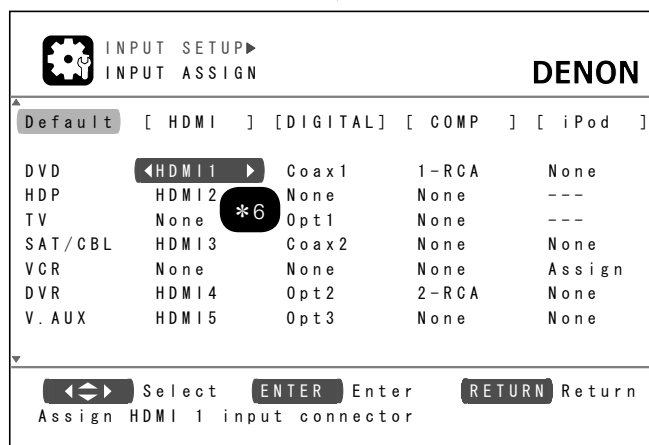 INPUT SETUP▶
INPUT ASSIGN
DENON
Default [ HDMI ] [DIGITAL] [ COMP ] [ iPod ]
DVD ◀HDMI1 ▶ Coax1 1-RCA None
HDP HDMI2 None None ---
TV None Opt1 None ---
*6
SAT/CBL HDMI3 Coax2 None None
VCR None None None Assign
DVR HDMI4 Opt2 2-RCA None
V.AUX HDMI5 Opt3 None None
Select ENTER Enter RETURN Return
Assign HDMI 1 input connector